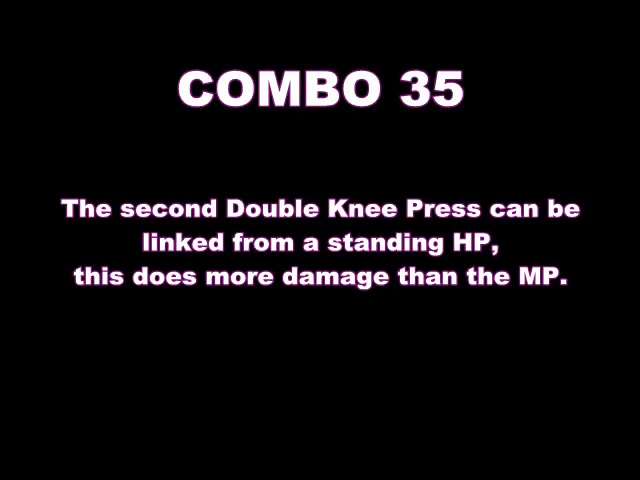 COMBO 35
The second Double Knee Press can be
linked from a standing HP,
this does more damage than the MP.